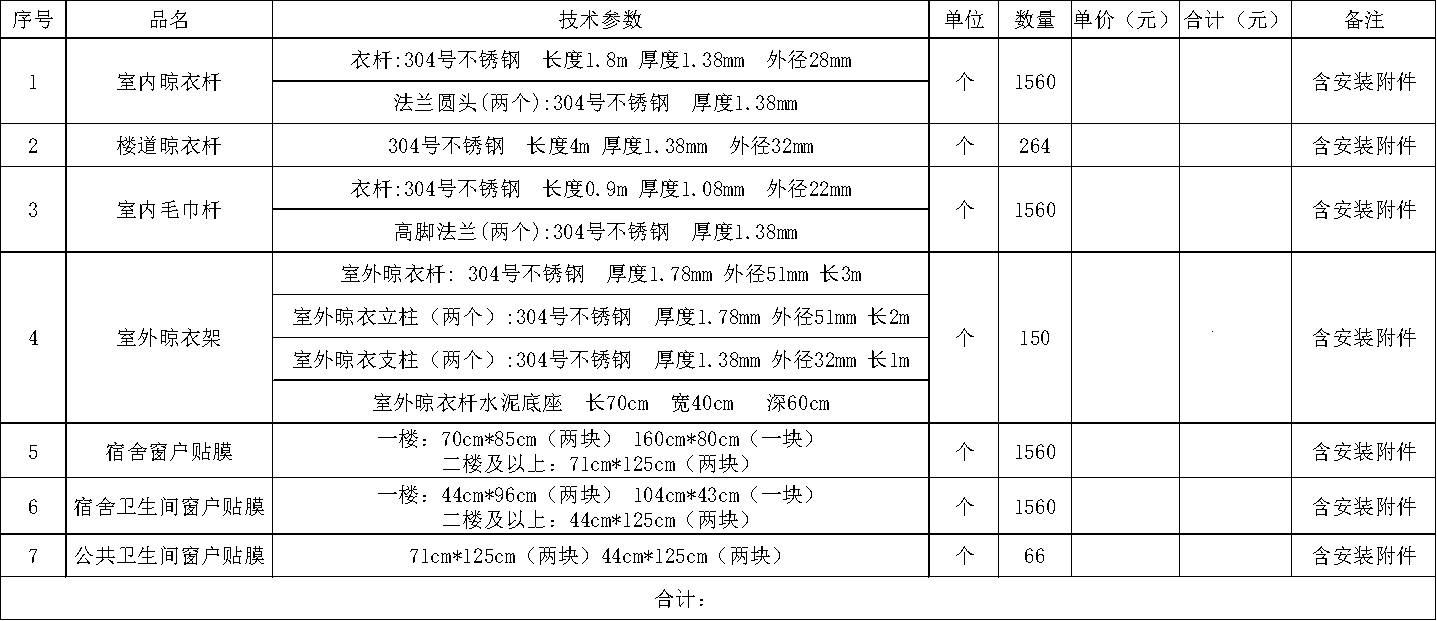 序号 品名 技术参数 单位 数量 单价（元） 合计（元） 备注
1 室内晾衣杆 衣杆:304号不锈钢 长度1.8m 厚度1.38mm 外径28mm 个 1560 含安装附件
法兰圆头(两个):304号不锈钢 厚度1.38mm
2 楼道晾衣杆 304号不锈钢 长度4m 厚度1.38mm 外径32mm 个 264 含安装附件
3 室内毛巾杆 衣杆:304号不锈钢 长度0.9m 厚度1.08mm 外径22mm 个 1560 含安装附件
高脚法兰(两个):304号不锈钢 厚度1.38mm
4 室外晾衣架 室外晾衣杆: 304号不锈钢 厚度1.78mm 外径51mm 长3m 个 150 含安装附件
室外晾衣立柱（两个）:304号不锈钢 厚度1.78mm 外径51mm 长2m
室外晾衣支柱（两个）:304号不锈钢 厚度1.38mm 外径32mm 长1m
室外晾衣杆水泥底座 长70cm 宽40cm 深60cm
5 宿舍窗户贴膜 一楼：70cm*85cm（两块） 160cm*80cm（一块） 个 1560 含安装附件
二楼及以上：71cm*125cm（两块）
6 宿舍卫生间窗户贴膜 一楼：44cm*96cm（两块） 104cm*43cm（一块） 个 1560 含安装附件
二楼及以上：44cm*125cm（两块）
7 公共卫生间窗户贴膜 71cm*125cm（两块）44cm*125cm（两块） 个 66 含安装附件
合计：